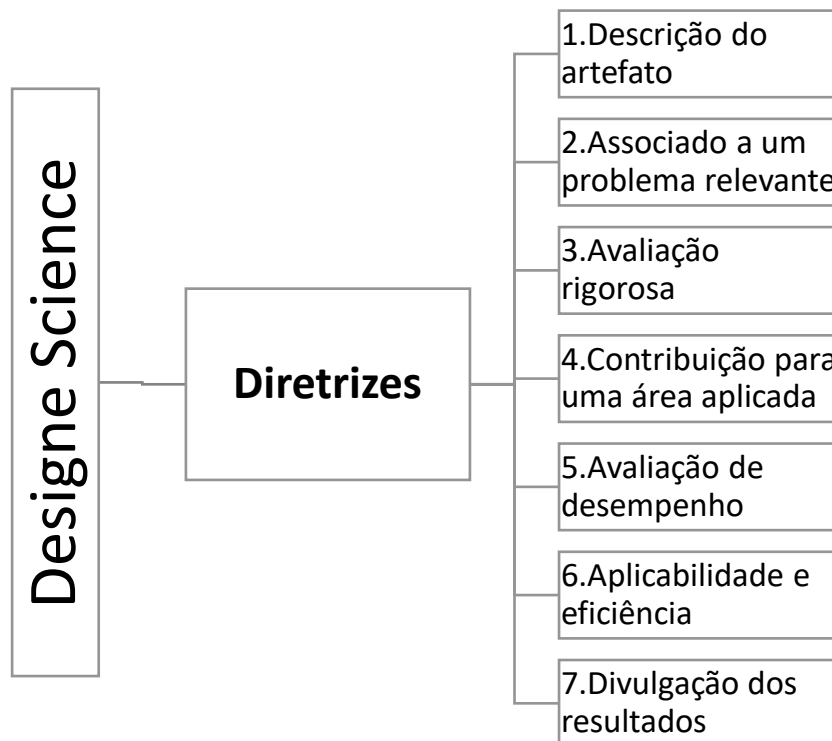 Designe Science
Diretrizes
1.Descrição do
artefato
2.Associado a um
problema relevante
3.Avaliação
rigorosa
4.Contribuição para
uma área aplicada
5.Avaliação de
desempenho
6.Aplicabilidade e
eficiência
7.Divulgação dos
resultados